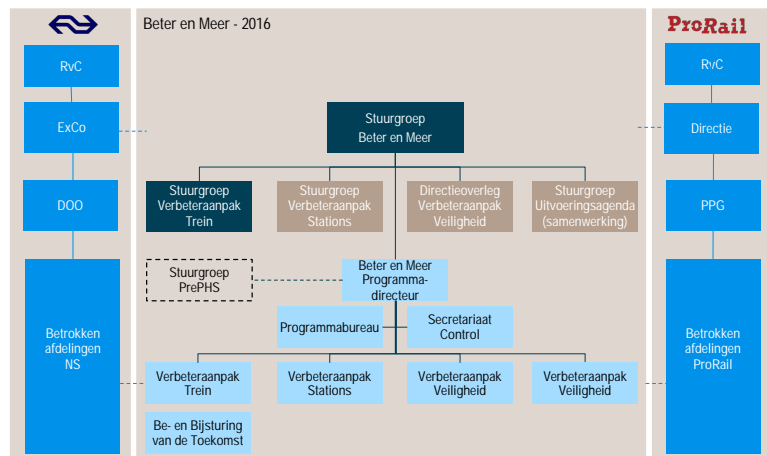 Beter en Meer - 2016
ProRail
RvC
RvC
ExCo
Stuurgroep
Beter en Meer
Directie
DOO
Stuurgroep
Verbeteraanpak
Trein
Stuurgroep
Verbeteraanpak
Stations
Directieoverleg
Verbeteraanpak
Veiligheid
Stuurgroep
Uitvoeringsagenda
(samenwerking)
PPG
Stuurgroep
PrePHS
Beter en Meer
Programma-
directeur
Programmabureau
Secretariaat
Control
Betrokken
afdelingen
NS
Betrokken
afdelingen
ProRail
Verbeteraanpak
Trein
Verbeteraanpak
Stations
Verbeteraanpak
Veiligheid
Verbeteraanpak
Veiligheid
Be- en Bijsturing
van de Toekomst